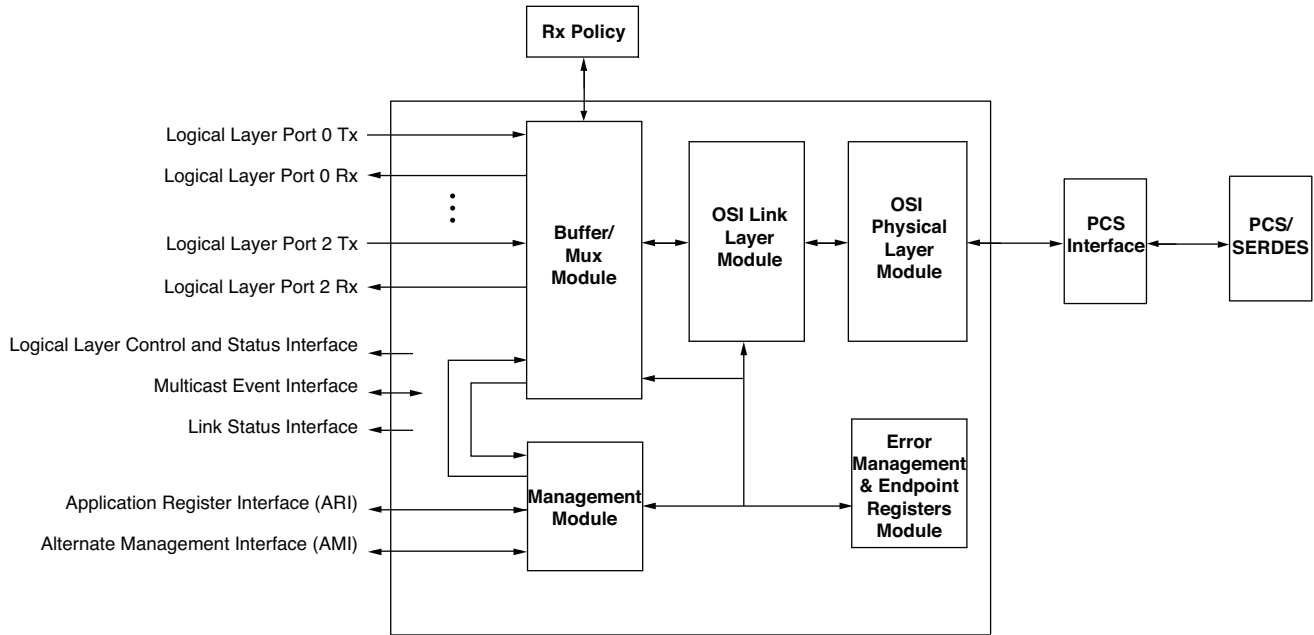 Rx Policy
Logical Layer Port 0 Tx
Logical Layer Port 0 Rx
Logical Layer Port 2 Tx
Logical Layer Port 2 Rx
Logical Layer Control and Status Interface
Multicast Event Interface
Link Status Interface
Application Register Interface (ARI)
Alternate Management Interface (AMI)
Buffer/
Mux
Module
OSI Link
Layer
Module
OSI
Physical
Layer
Module
PCS
Interface
PCS/
SERDES
Management
Module
Error
Management
& Endpoint
Registers
Module